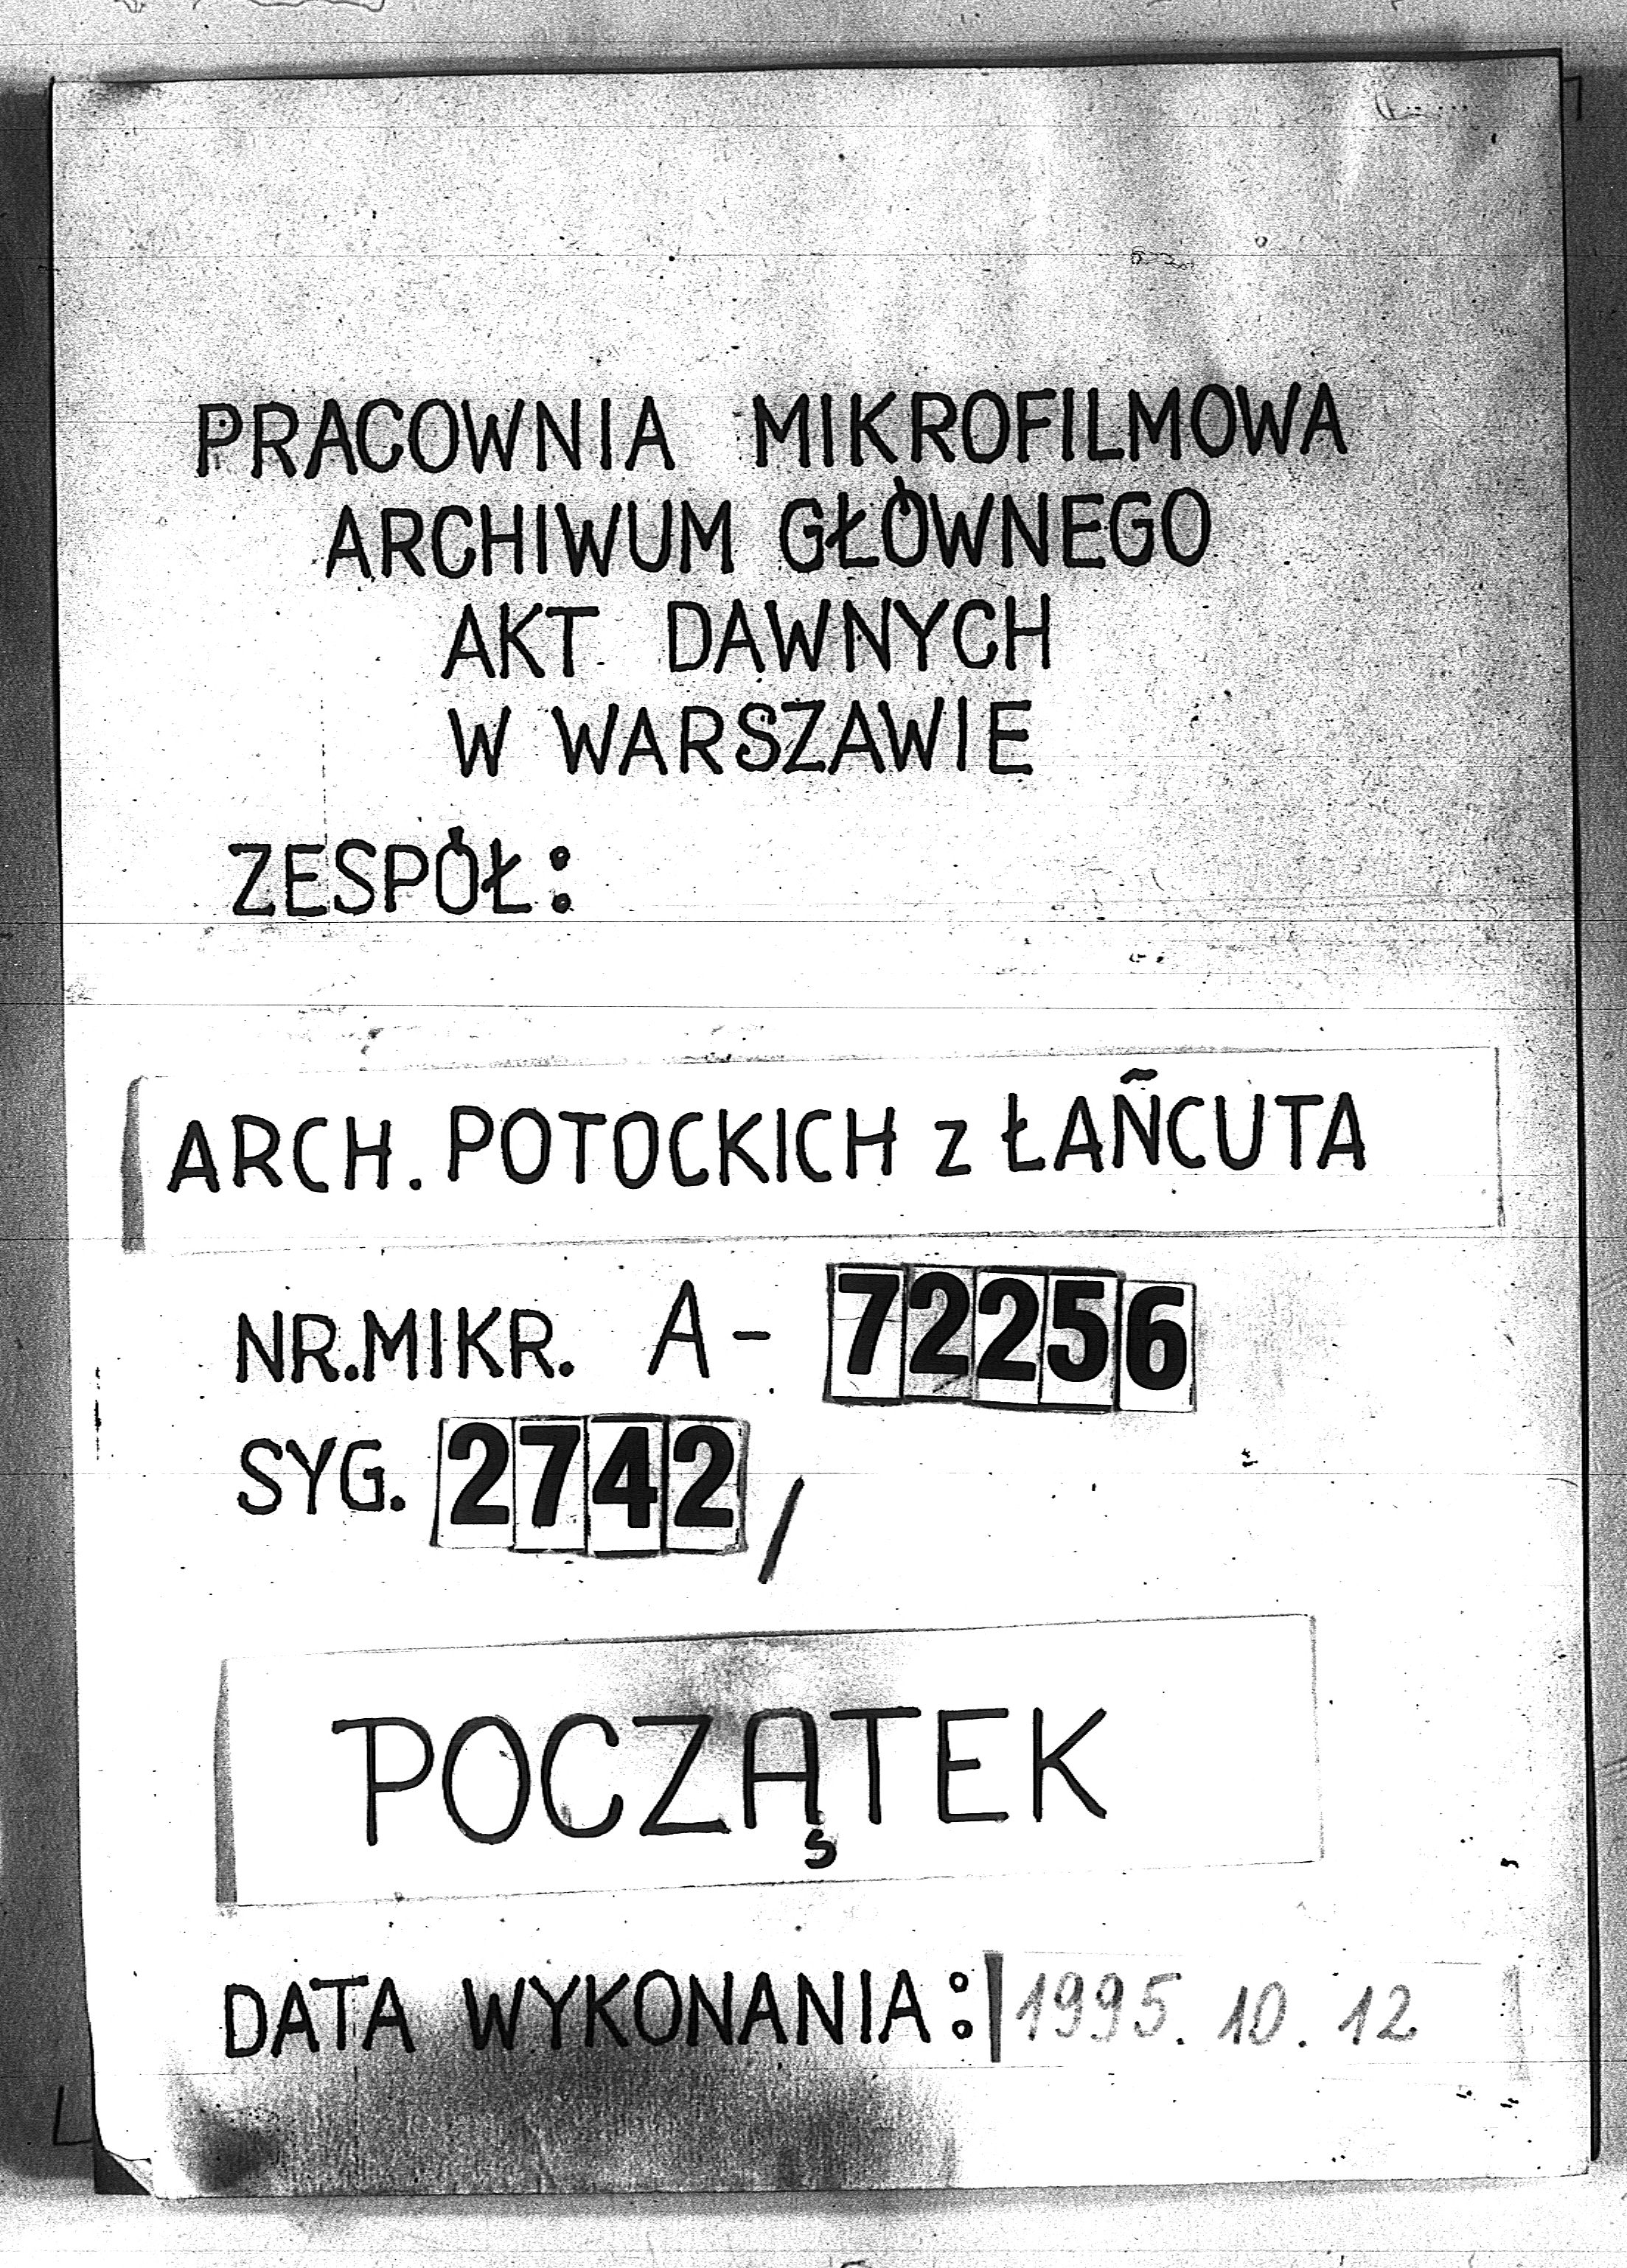 PRACOWNIA MIKROFILMOWA
ARCHIWUM GŁÓWNEGO
AKT DAWNYCH
W WARSZAWIE
ZESPÓŁ:
ARCH. POTOCKICH z ŁAÑCUTA
NR.MIKR. A- 72256
SYG. 2742/
POCZĄTEK
DATA WYKONANIA: 1995. 10. 12